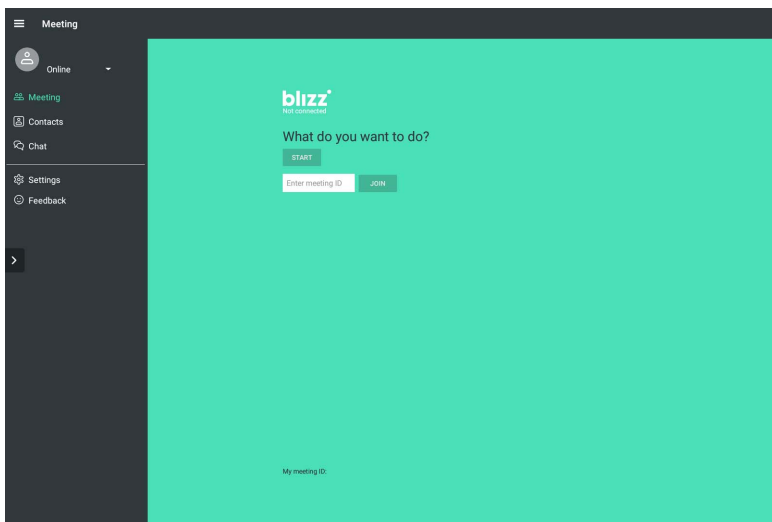 Meeting
Online
Meeting
Contacts
Chat
Settings
Feedback
blizz
Not connected
What do you want to do?
START
Enter meeting ID
JOIN
My meeting ID: